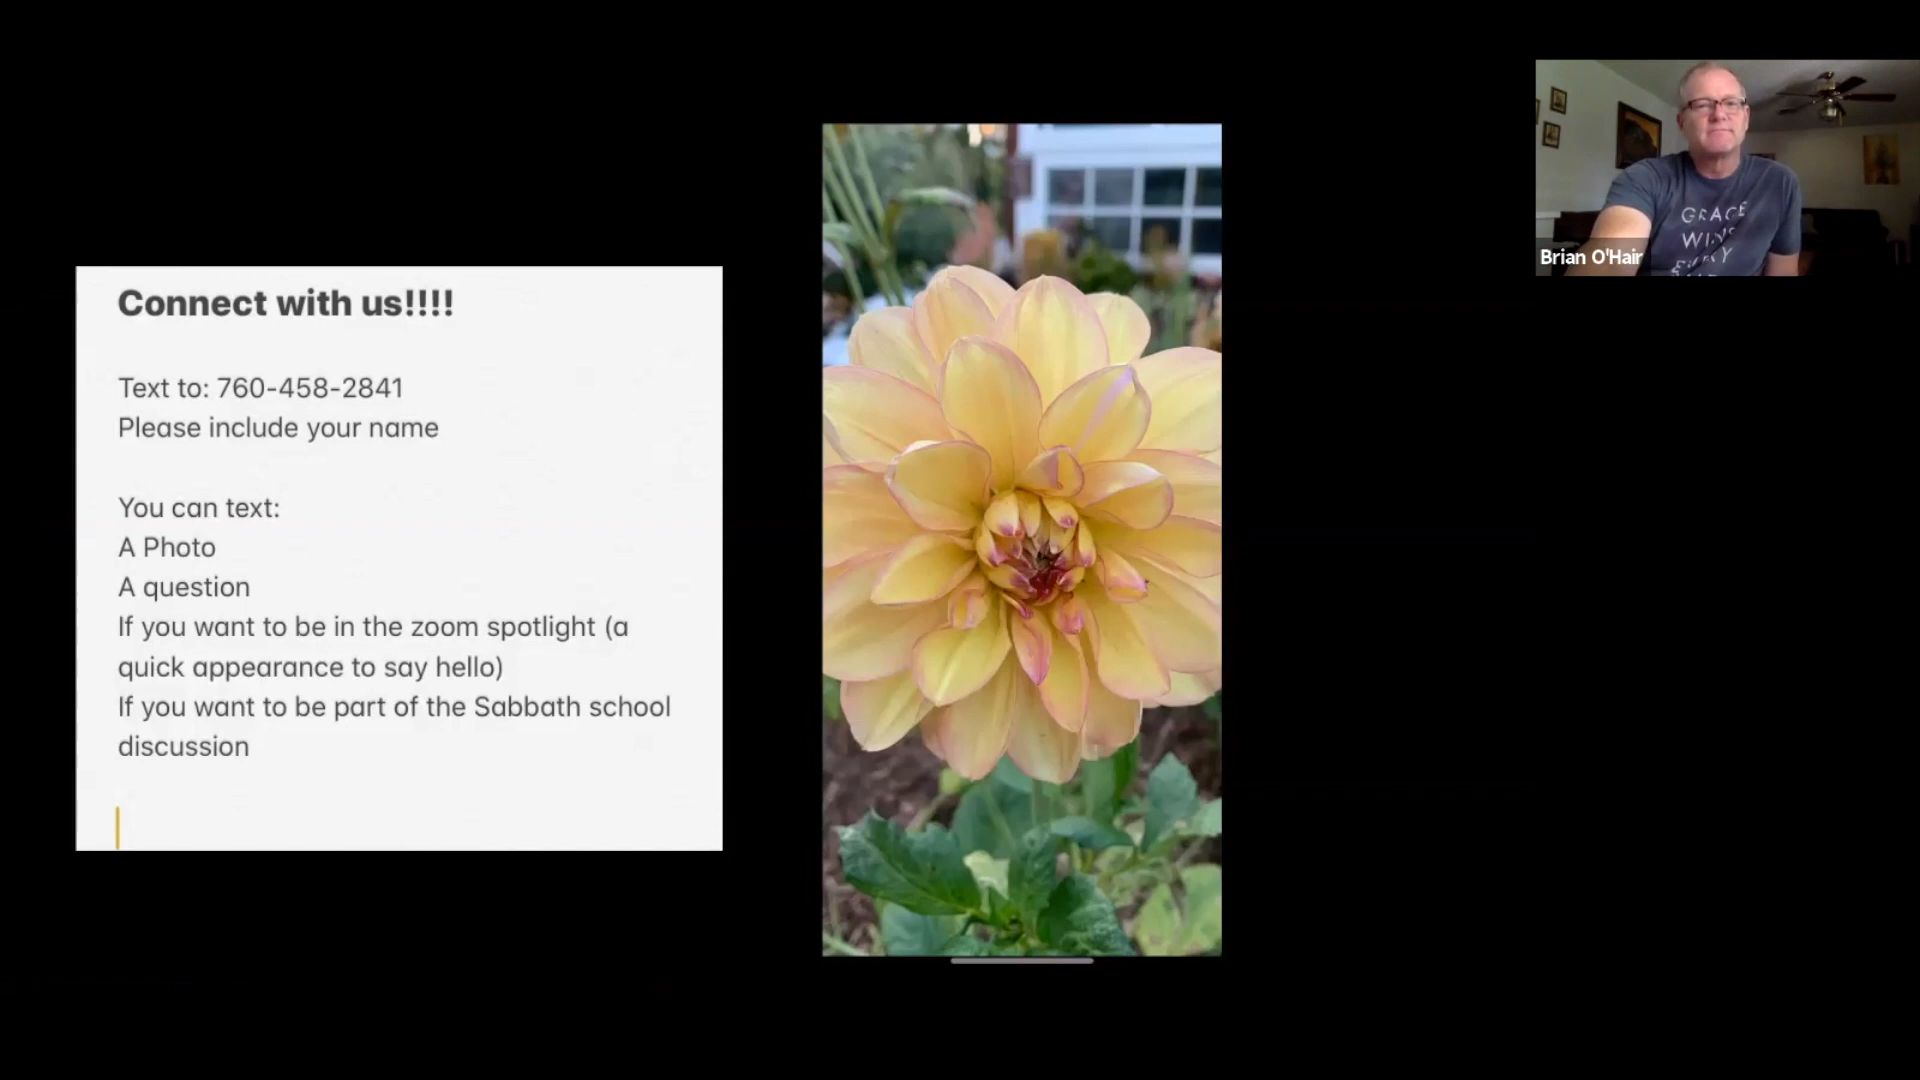 Connect with us!!!!
Text to: 760-458-2841
Please include your name
You can text:
A Photo
A question
If you want to be in the zoom spotlight (a
quick appearance to say hello)
If you want to be part of the Sabbath school
discussion
GRACE
WINS
EVERY
Brian O'Hair